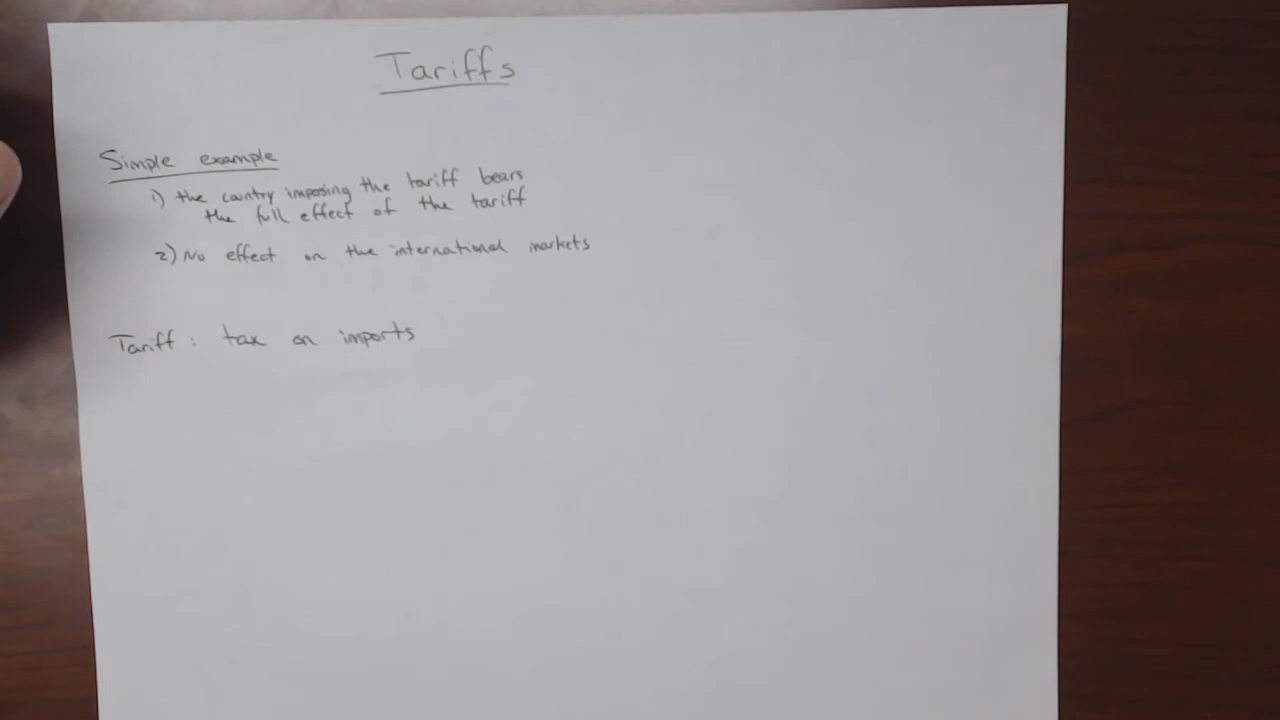 Tariffs
Simple example
1) the country imposing the tariff bears
the full effect of the tariff
2) No effect on the international markets
Tariff : tax on imports